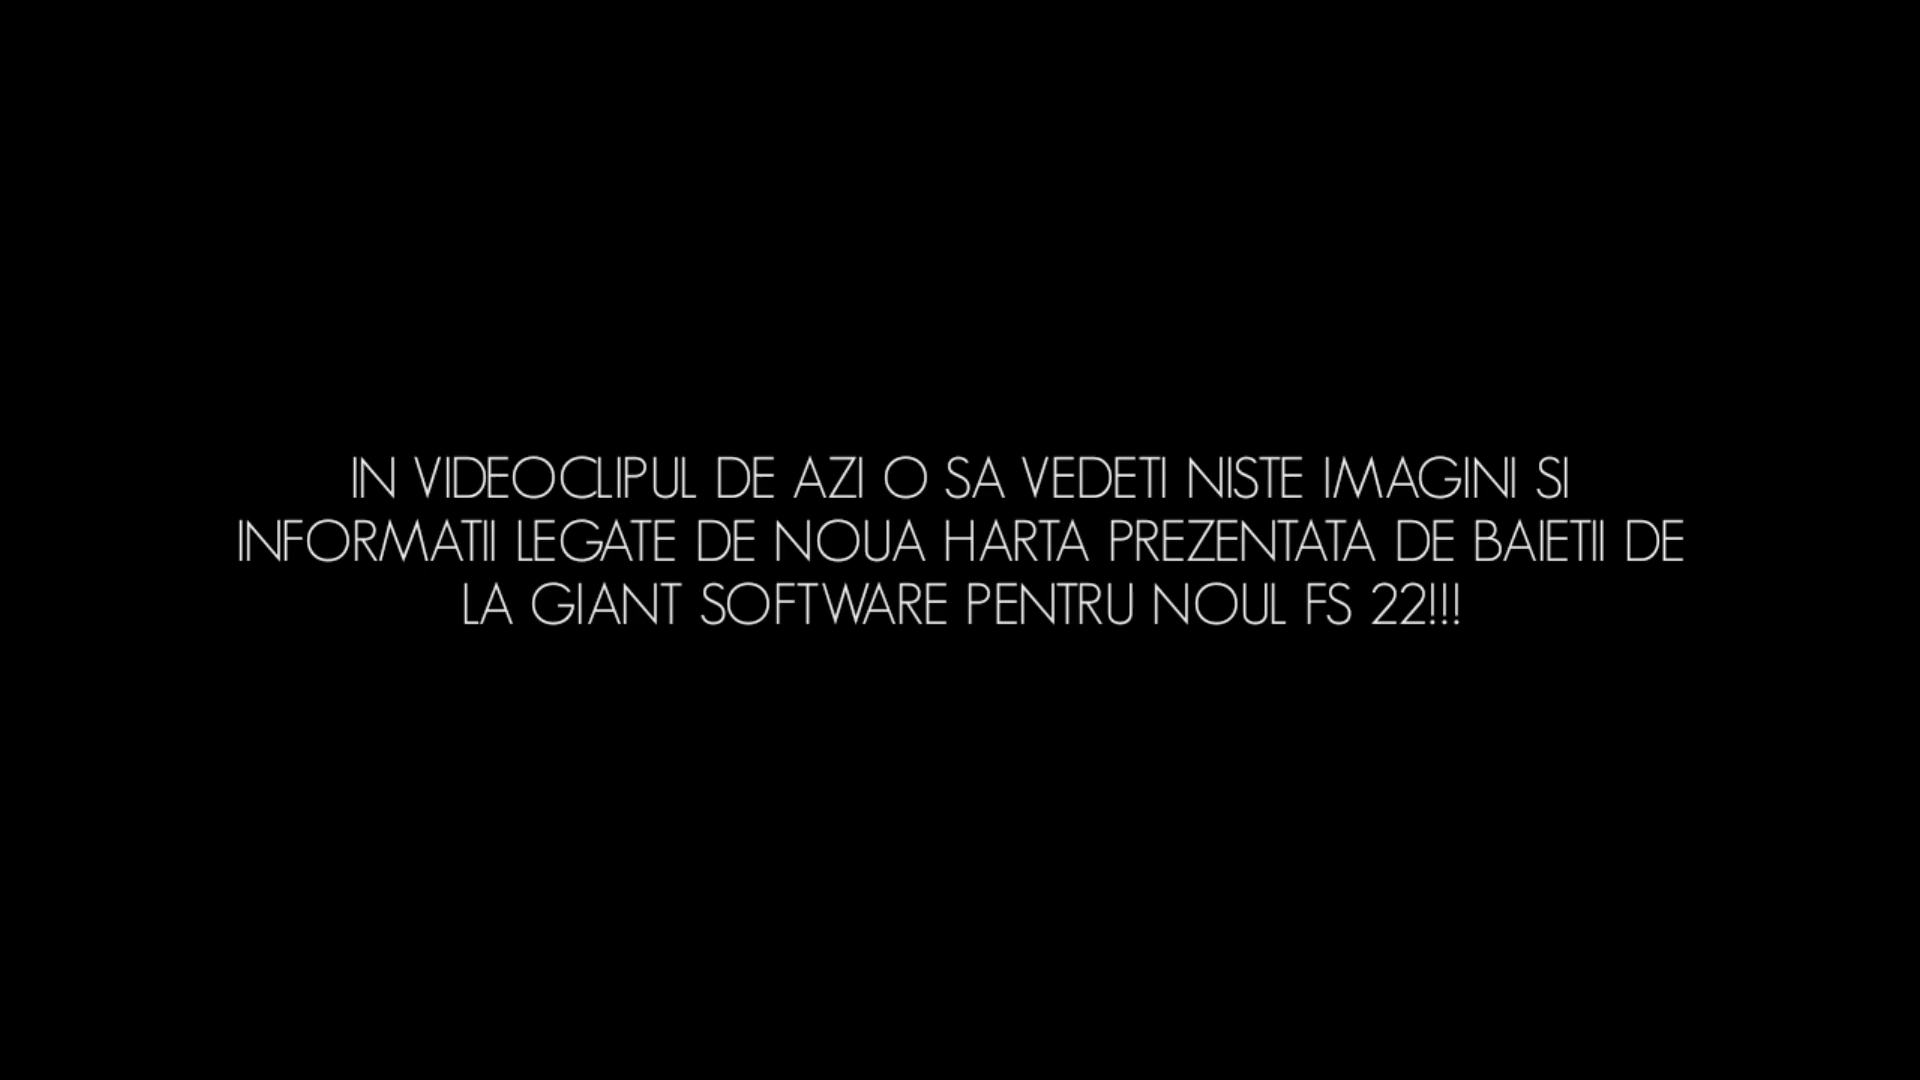 IN VIDEOCLIPUL DE AZI O SA VEDETI NISTE IMAGINI SI
INFORMATII LEGATE DE NOUA HARTA PREZENTATA DE BAIETII DE
LA GIANT SOFTWARE PENTRU NOUL FS 22!!!